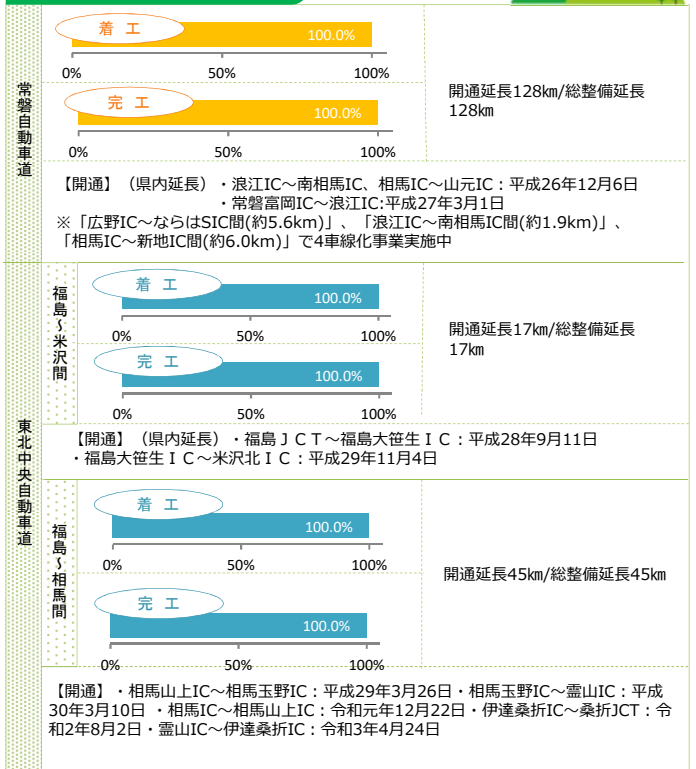 常磐自動車道
着 工
100.0%
0% 50% 100%
完 工
100.0%
0% 50% 100%
開通延長128㎞/総整備延長
128㎞
【開通】（県内延長）・浪江IC～南相馬IC、相馬IC～山元IC：平成26年12月6日
・常磐富岡IC～浪江IC:平成27年3月1日
※「広野IC～ならはSIC間(約5.6km)」、「浪江IC～南相馬IC間(約1.9km)」、
「相馬IC～新地IC間(約6.0km)」で4車線化事業実施中
東北中央自動車道
福島～米沢間
着 工
100.0%
0% 50% 100%
完 工
100.0%
0% 50% 100%
開通延長17㎞/総整備延長
17㎞
【開通】（県内延長）・福島ＪＣＴ～福島大笹生ＩＣ：平成28年9月11日
・福島大笹生ＩＣ～米沢北ＩＣ：平成29年11月4日
福島～相馬間
着 工
100.0%
0% 50% 100%
完 工
100.0%
0% 50% 100%
開通延長45㎞/総整備延長45㎞
【開通】・相馬山上IC～相馬玉野IC：平成29年3月26日・相馬玉野IC～霊山IC：平成
30年3月10日 ・相馬IC～相馬山上IC：令和元年12月22日・伊達桑折IC～桑折JCT：令
和2年8月2日・霊山IC～伊達桑折IC：令和3年4月24日